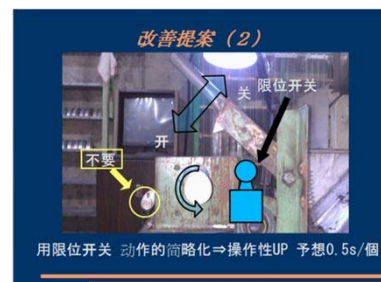 改善提案（2）
限位开关
关
开
不要
用限位开关 动作的简略化⇒操作性UP 予想0.5s/個